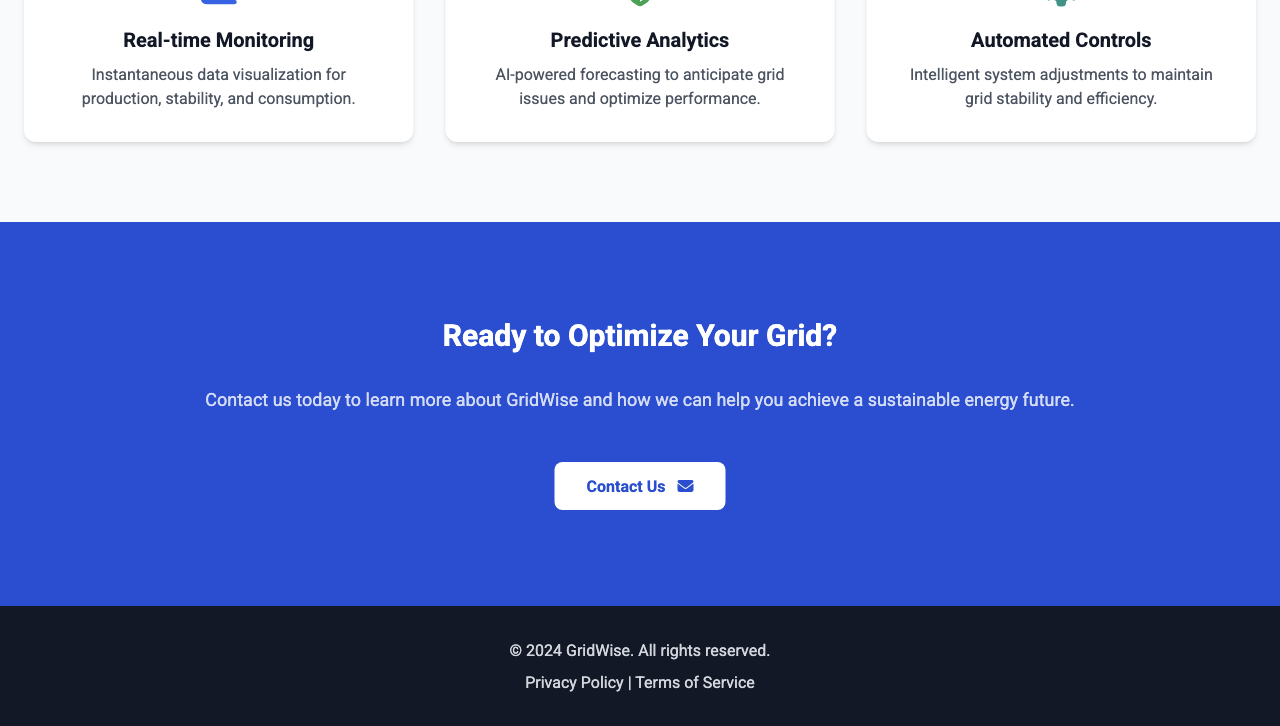 Real-time Monitoring
Instantaneous data visualization for
production, stability, and consumption.
Predictive Analytics
AI-powered forecasting to anticipate grid
issues and optimize performance.
Automated Controls
Intelligent system adjustments to maintain
grid stability and efficiency.
Ready to Optimize Your Grid?
Contact us today to learn more about GridWise and how we can help you achieve a sustainable energy future.
Contact Us
© 2024 GridWise. All rights reserved.
Privacy Policy | Terms of Service